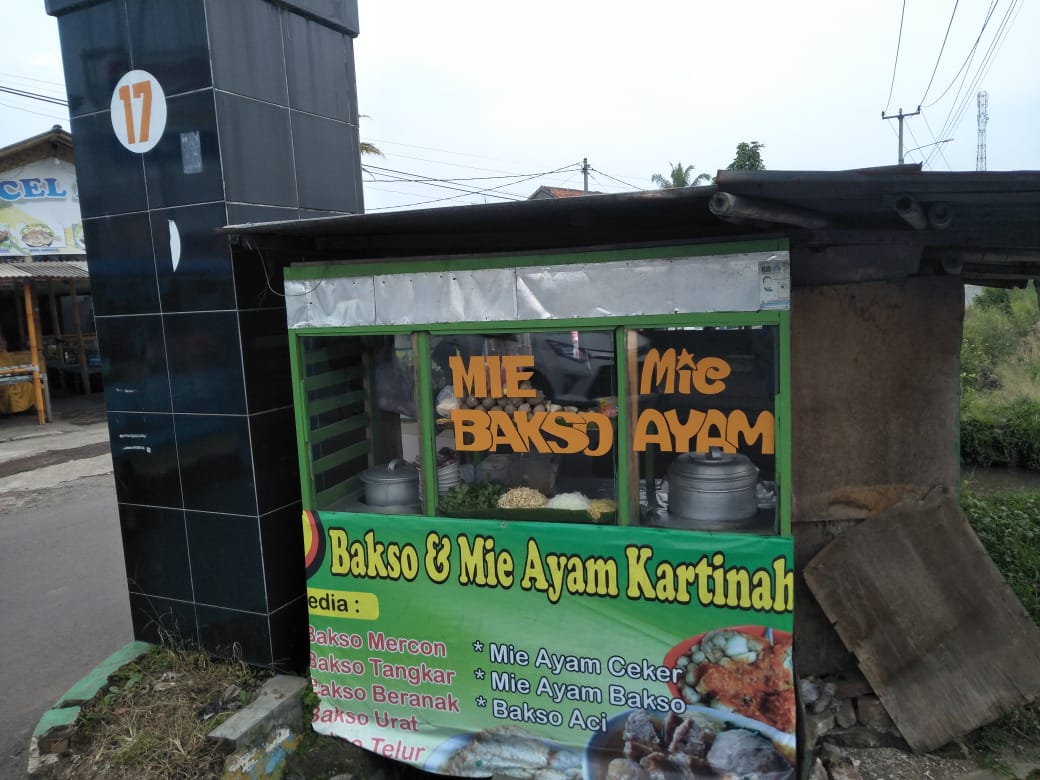 17
CEL
MIE
BAKSO
Mie
AYAM
Bakso & Mie Ayam Kartinah
edia :
Bakso Mercon
Bakso Tangkar
Bakso Beranak
Bakso Urat
Telur
* Mie Ayam Ceker
* Mie Ayam Bakso
* Bakso Aci